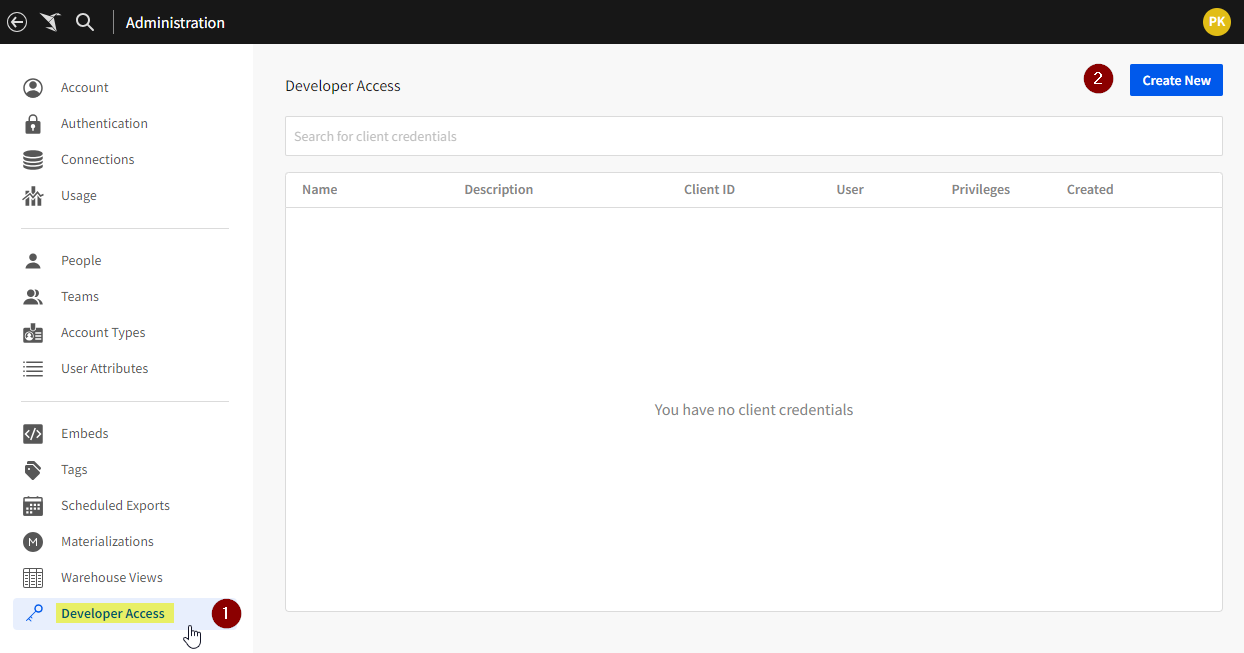 Administration
PK
Account
Authentication
Connections
Usage
People
Teams
Account Types
User Attributes
Embeds
Tags
Scheduled Exports
M
Materializations
Warehouse Views
Developer Access
1
Developer Access
2
Create New
Search for client credentials
Name Description Client ID User Privileges Created
You have no client credentials